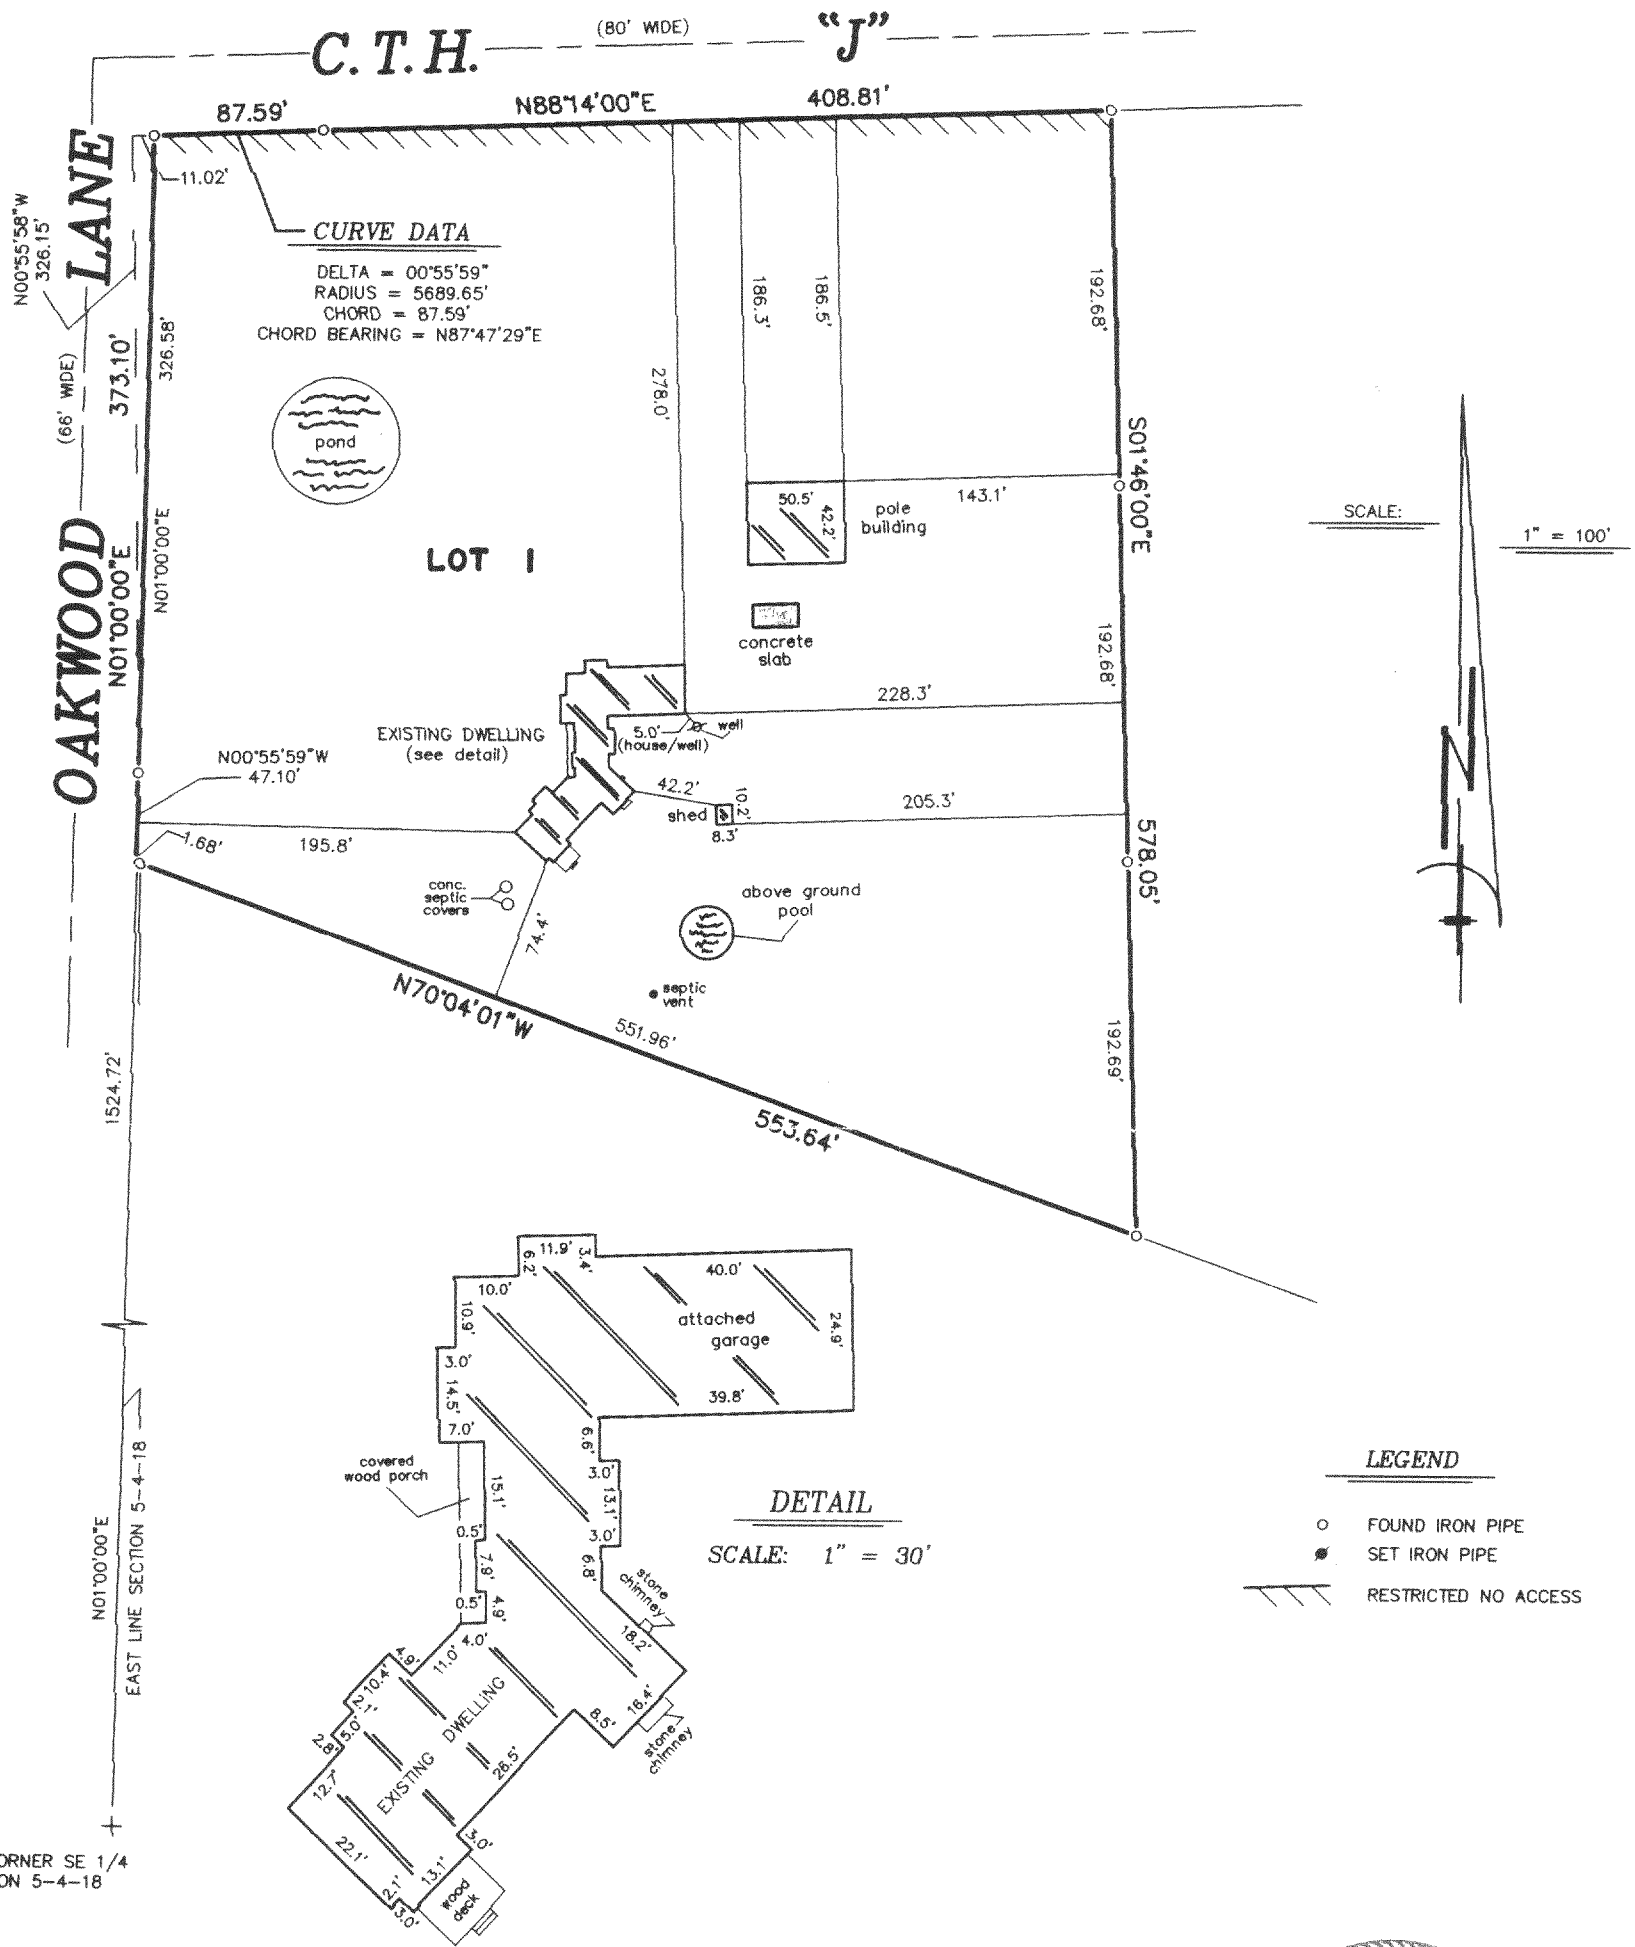 C.T.H.
(80' WIDE)
"J"
87.59'
N88°14'00"E
408.81'
LANE
OAKWOOD
(66' WIDE)
N00°55'58"W
326.15'
11.02'
CURVE DATA
DELTA = 00°55'59"
RADIUS = 5689.65'
CHORD = 87.59'
CHORD BEARING = N87°47'29"E
373.10'
N01°00'00"E
326.58'
N01°00'00"E
278.0'
186.3'
186.5'
192.68'
pond
LOT 1
50.5'
42.2'
pole
building
143.1'
S01°46'00"E
578.05'
SCALE:
1" = 100'
N
concrete
slab
192.68'
228.3'
EXISTING DWELLING
(see detail)
5.0'
(house/well)
well
N00°55'59"W
47.10'
42.2'
10.2'
shed
8.3'
205.3'
1.68'
195.8'
conc.
septic
covers
74.4'
above ground
pool
septic
vent
N70°04'01"W
551.96'
553.64'
192.69'
1524.72'
11.9'
6.2'
3.4'
40.0'
10.0'
10.9'
attached
garage
24.9'
3.0'
14.5'
39.8'
7.0'
6.6'
covered
wood porch
15.1'
3.0'
13.1'
3.0'
0.5'
7.9'
6.8'
0.5'
4.9'
stone
chimney
18.2'
4.0'
11.0'
4.9'
10.4'
2.1'
5.0'
2.8'
16.4'
8.5'
stone
chimney
EXISTING DWELLING
26.5'
12.7'
22.1'
3.0'
13.1'
2.1'
3.0'
wood
deck
DETAIL
SCALE: 1" = 30'
LEGEND
FOUND IRON PIPE
SET IRON PIPE
RESTRICTED NO ACCESS
N01°00'00"E
EAST LINE SECTION 5-4-18
ORNER SE 1/4
ON 5-4-18